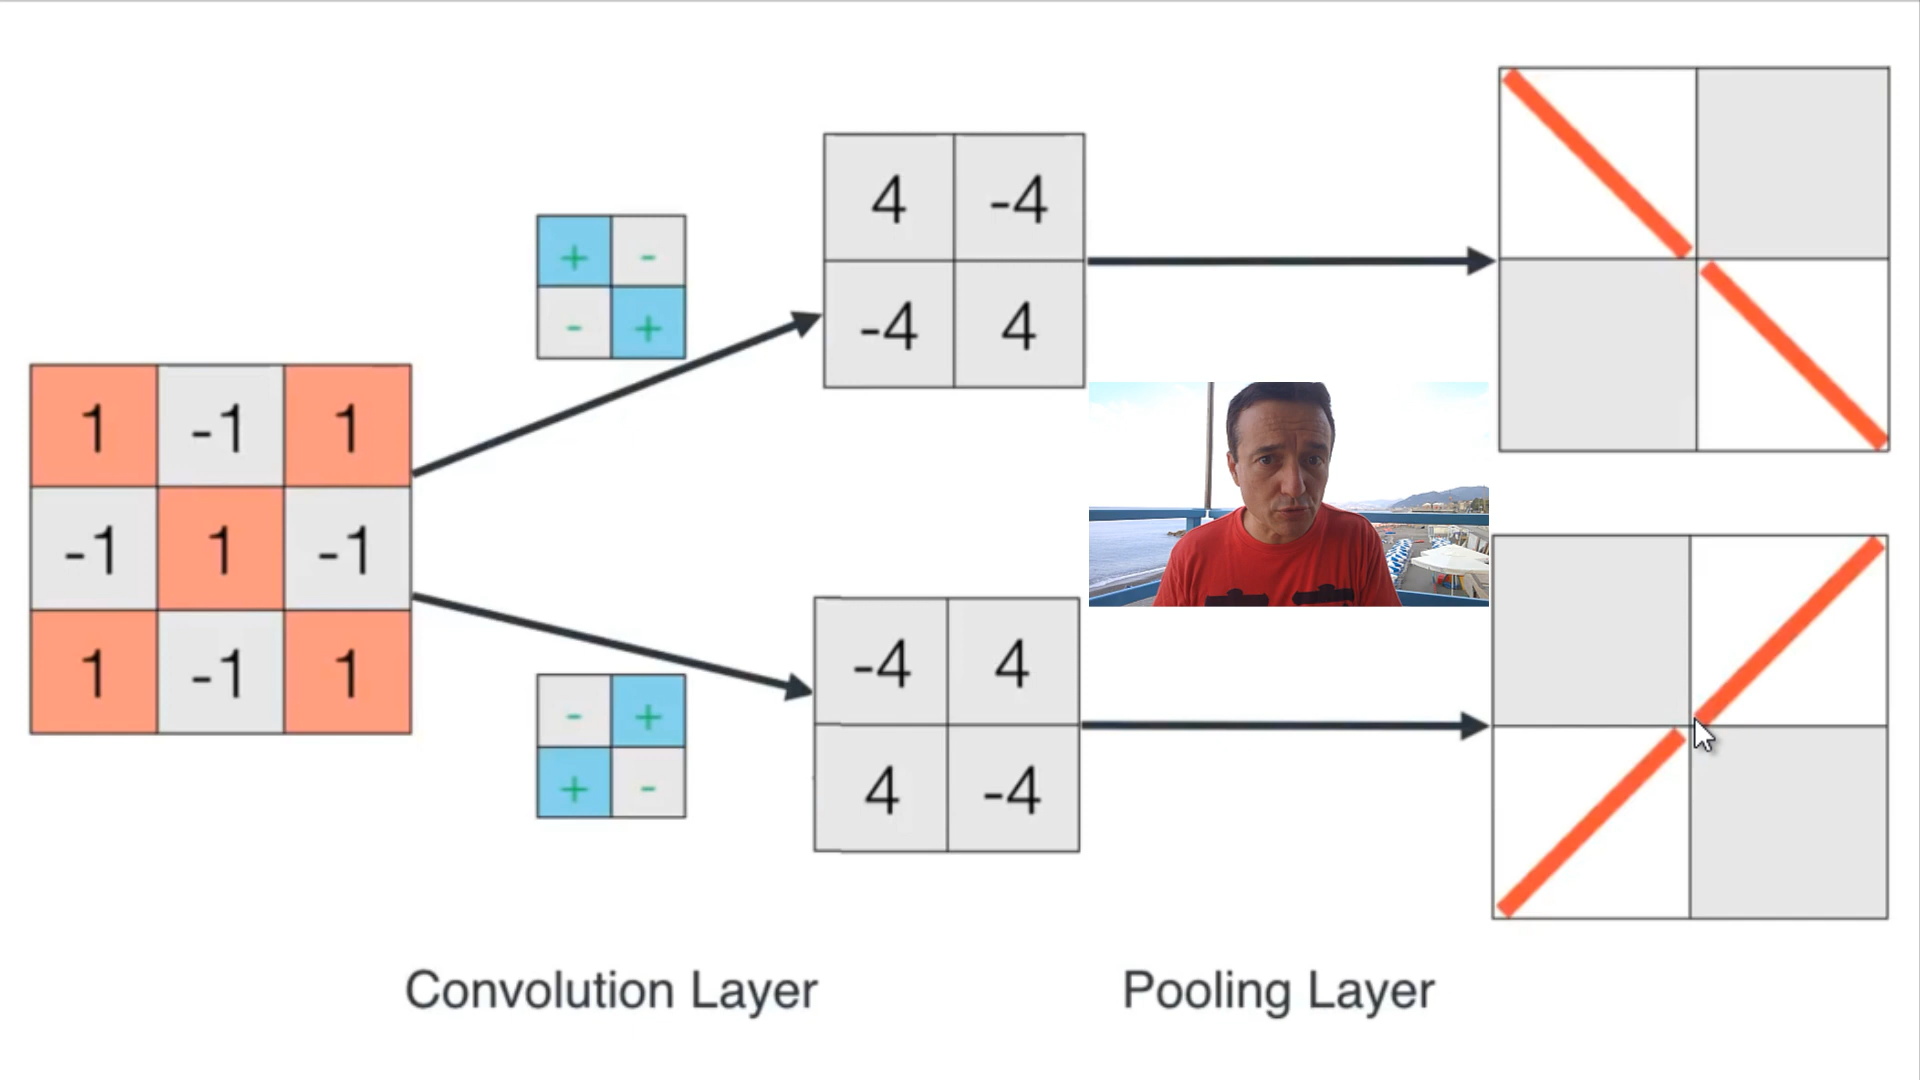 1 -1 1
-1 1 -1
1 -1 1
+ -
- +
- +
+ -
4 -4
-4 4
-4 4
4 -4
Convolution Layer
Pooling Layer